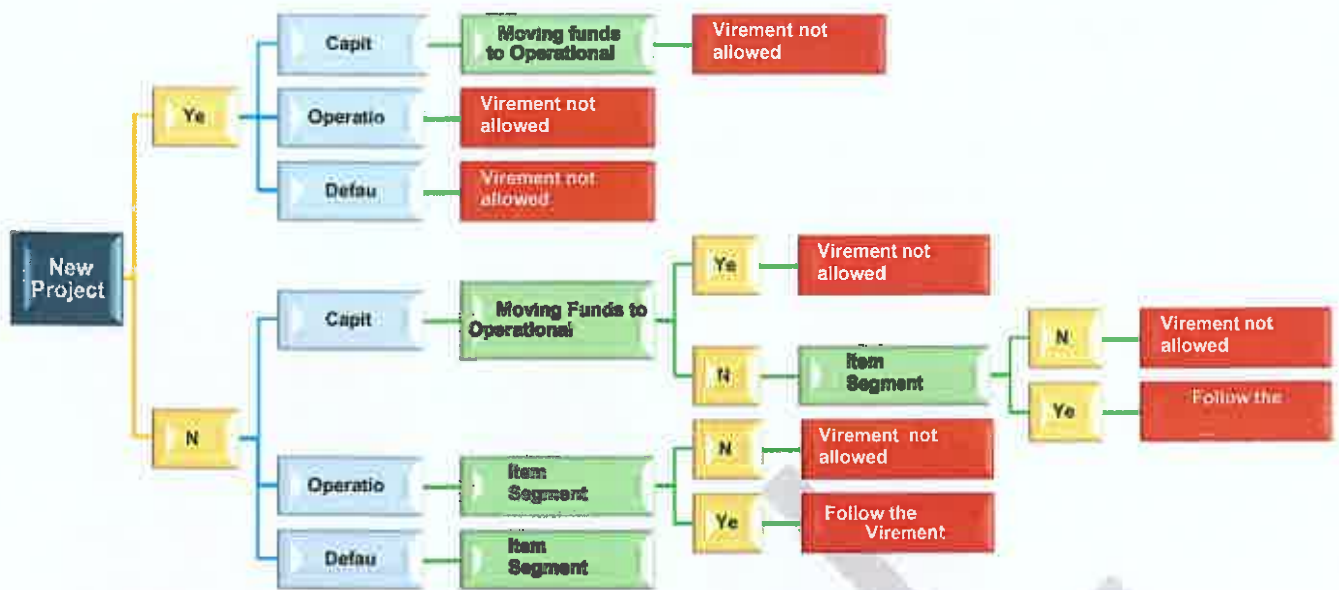 Capit
Moving funds
to Operational
Virement not
allowed
Ye
Operatio
Virement not
allowed
Defau
Virement not
allowed
New
Project
Capit
Moving Funds to
Operational
Ye
Virement not
allowed
N
Item
Segment
N
Virement not
allowed
Ye
Follow the
N
Operatio
Item
Segment
N
Virement not
allowed
Ye
Follow the
Virement
Defau
Item
Segment